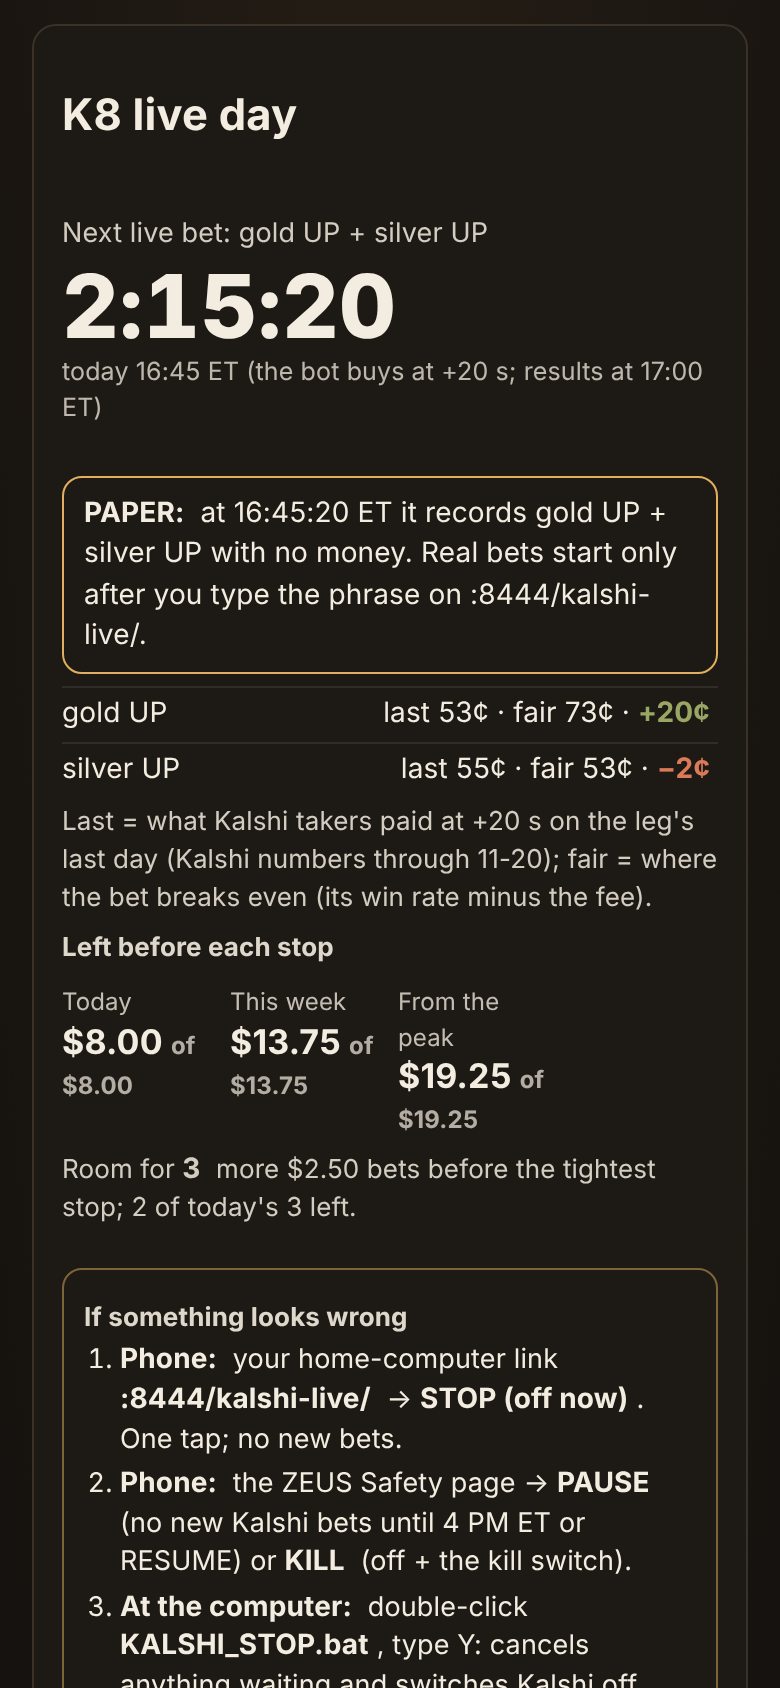 K8 live day
Next live bet: gold UP + silver UP
2:15:20
today 16:45 ET (the bot buys at +20 s; results at 17:00
ET)
PAPER: at 16:45:20 ET it records gold UP +
silver UP with no money. Real bets start only
after you type the phrase on :8444/kalshi-
live/.
gold UP last 53¢ · fair 73¢ · +20¢
silver UP last 55¢ · fair 53¢ · −2¢
Last = what Kalshi takers paid at +20 s on the leg's
last day (Kalshi numbers through 11-20); fair = where
the bet breaks even (its win rate minus the fee).
Left before each stop
Today
$8.00 of
$8.00
This week
$13.75 of
$13.75
From the
peak
$19.25 of
$19.25
Room for 3 more $2.50 bets before the tightest
stop; 2 of today's 3 left.
If something looks wrong
1. Phone: your home-computer link
:8444/kalshi-live/ → STOP (off now) .
One tap; no new bets.
2. Phone: the ZEUS Safety page → PAUSE
(no new Kalshi bets until 4 PM ET or
RESUME) or KILL (off + the kill switch).
3. At the computer: double-click
KALSHI_STOP.bat , type Y: cancels
anything waiting and switches Kalshi off